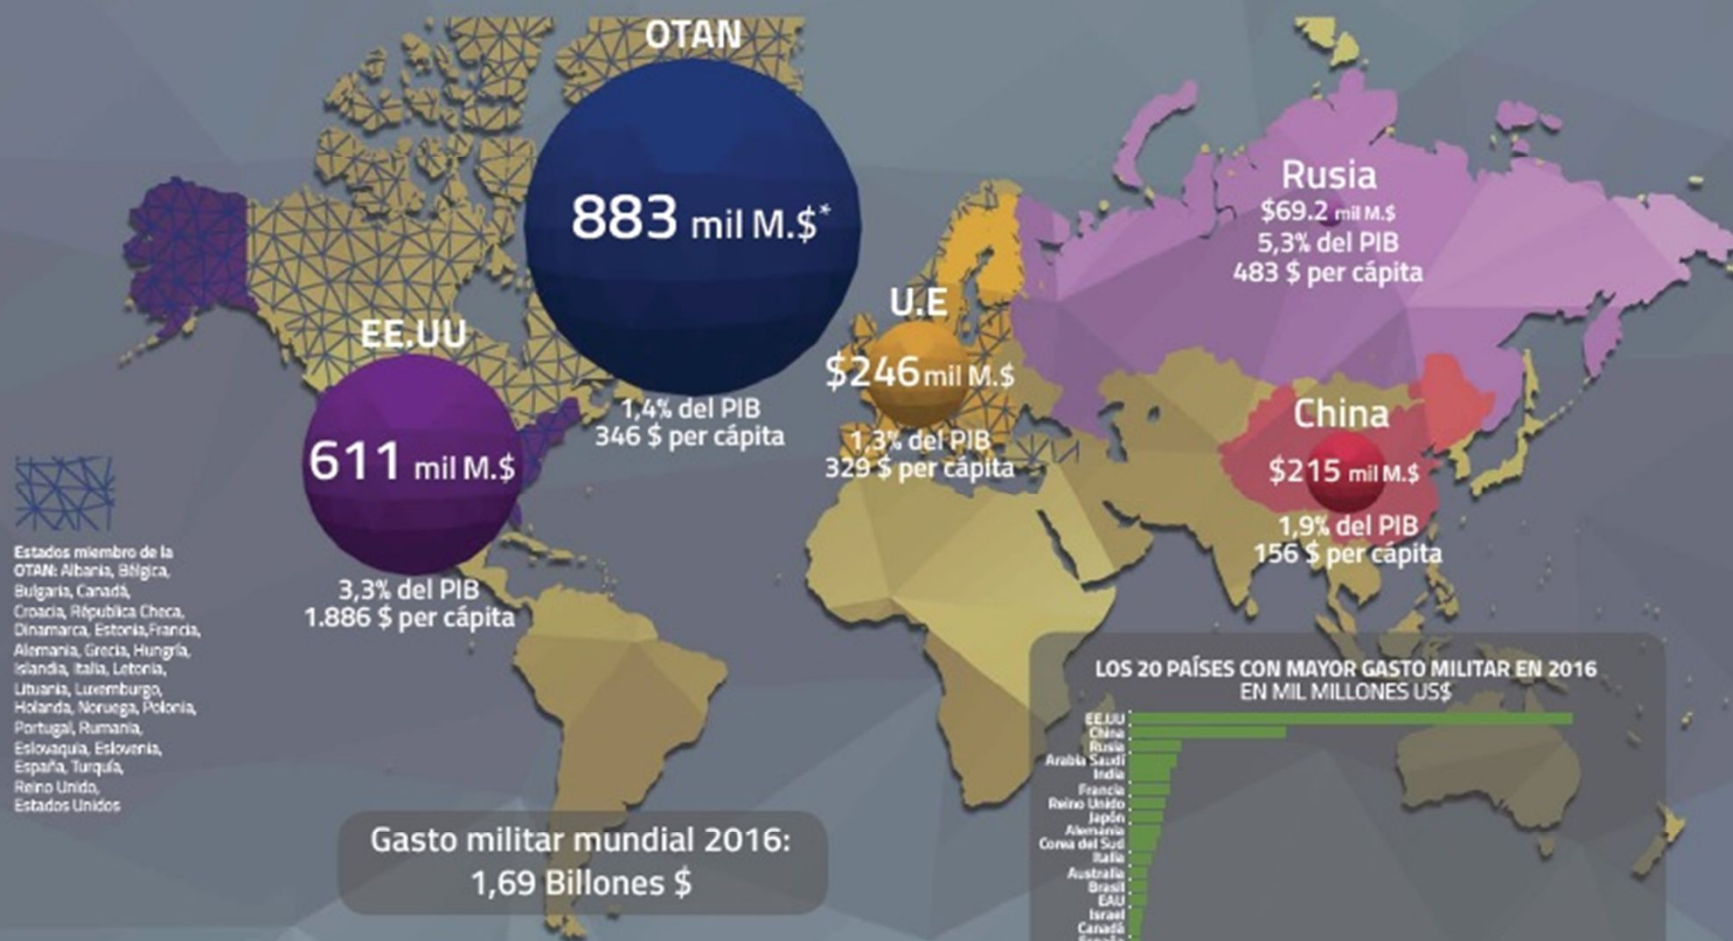 OTAN
883 mil M.$*
1,4% del PIB
346 $ per cápita
EE.UU
611 mil M.$
3,3% del PIB
1.886 $ per cápita
U.E
$246 mil M.$
1,3% del PIB
329 $ per cápita
Rusia
$69.2 mil M.$
5,3% del PIB
483 $ per cápita
China
$215 mil M.$
1,9% del PIB
156 $ per cápita
Estados miembro de la
OTAN: Albania, Bélgica,
Bulgaria, Canadá,
Croacia, Républica Checa,
Dinamarca, Estonia,Francia,
Alemania, Grecia, Hungría,
Islandia, Italia, Letonia,
Lituania, Luxemburgo,
Holanda, Noruega, Polonia,
Portugal, Rumania,
Eslovaquia, Eslovenia,
España, Turquía,
Reino Unido,
Estados Unidos
Gasto militar mundial 2016:
1,69 Billones $
LOS 20 PAÍSES CON MAYOR GASTO MILITAR EN 2016
EN MIL MILLONES US$
EE.UU
China
Rusia
Arabia Saudí
India
Francia
Reino Unido
Japón
Alemania
Corea del Sud
Italia
Australia
Brasil
EAU
Israel
Canadá